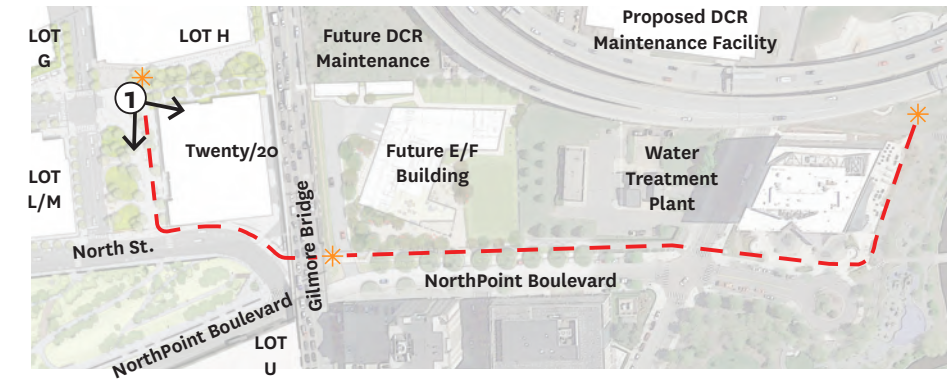 LOT
G
LOT H
Future DCR
Maintenance
Proposed DCR
Maintenance Facility
1
Twenty/20
Future E/F
Building
Water
Treatment
Plant
LOT
L/M
North St.
Gilmore Bridge
NorthPoint Boulevard
NorthPoint Boulevard
LOT
U